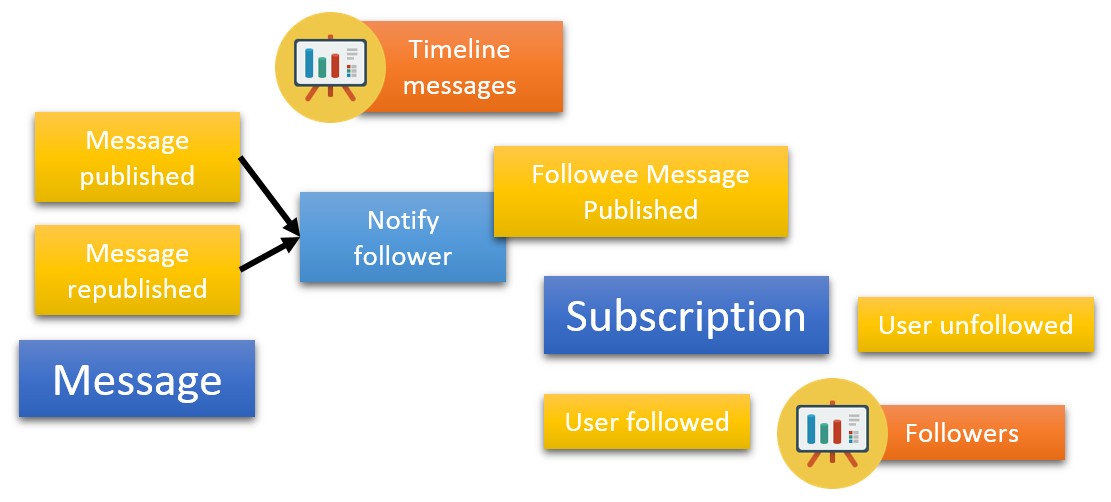 Timeline
messages
Message
published
Followee Message
Published
Notify
follower
Message
republished
Subscription
User unfollowed
Message
User followed
Followers